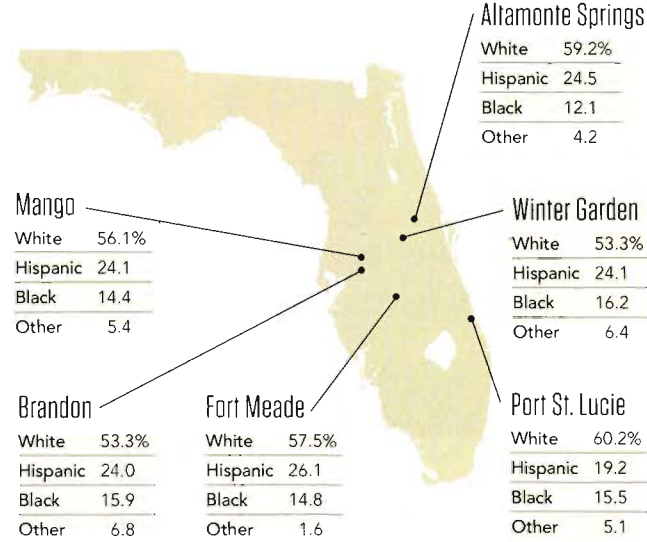 Altamonte Springs
White 59.2%
Hispanic 24.5
Black 12.1
Other 4.2
Mango
White 56.1%
Hispanic 24.1
Black 14.4
Other 5.4
Winter Garden
White 53.3%
Hispanic 24.1
Black 16.2
Other 6.4
Brandon
White 53.3%
Hispanic 24.0
Black 15.9
Other 6.8
Fort Meade
White 57.5%
Hispanic 26.1
Black 14.8
Other 1.6
Port St. Lucie
White 60.2%
Hispanic 19.2
Black 15.5
Other 5.1